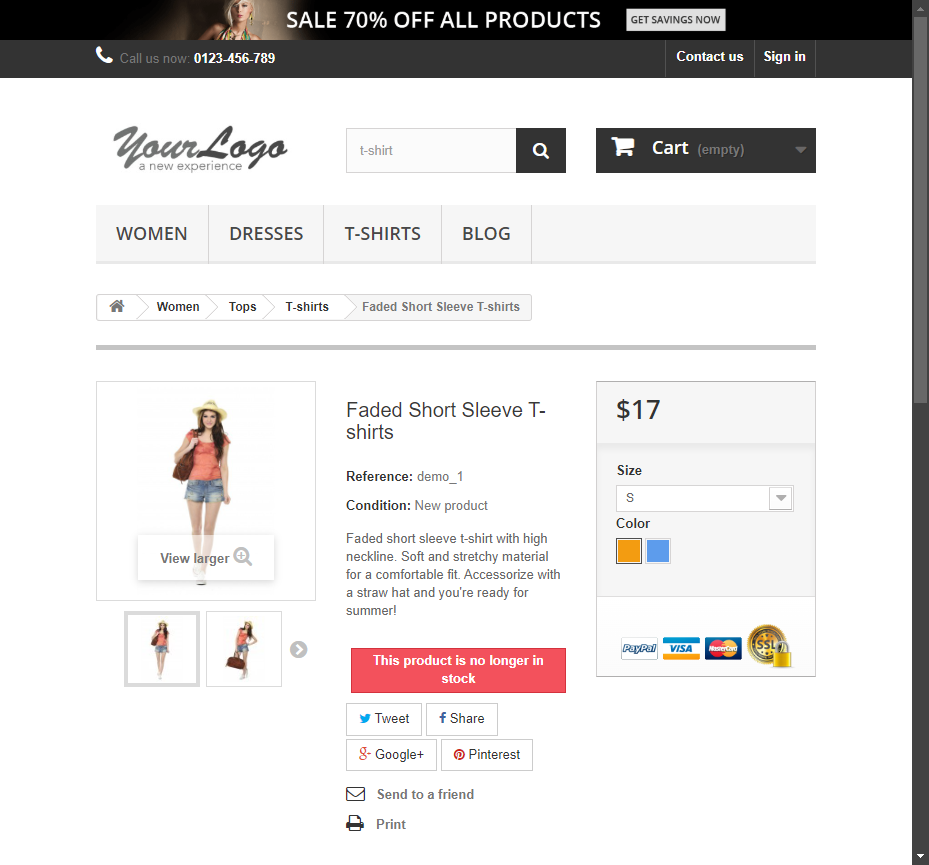 SALE 70% OFF ALL PRODUCTS
GET SAVINGS NOW
Call us now: 0123-456-789
Contact us
Sign in
YourLogo
a new experience
t-shirt
Cart (empty)
WOMEN
DRESSES
T-SHIRTS
BLOG
Women
Tops
T-shirts
Faded Short Sleeve T-shirts
View larger
Faded Short Sleeve T-
shirts
Reference: demo_1
Condition: New product
Faded short sleeve t-shirt with high
neckline. Soft and stretchy material
for a comfortable fit. Accessorize with
a straw hat and you're ready for
summer!
This product is no longer in
stock
Tweet
Share
Google+
Pinterest
Send to a friend
Print
$17
Size
S
Color
PayPal
VISA
MasterCard
SSL